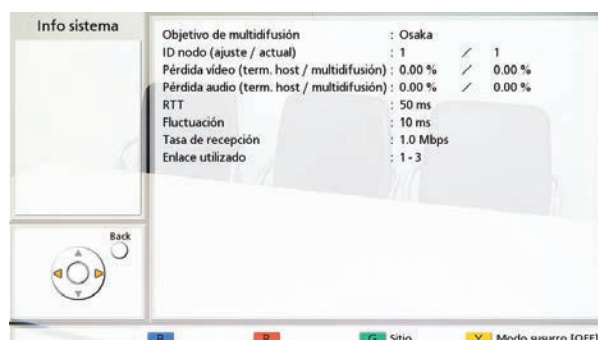 Info sistema
Objetivo de multidifusión : Osaka
ID nodo (ajuste / actual) : 1 / 1
Pérdida vídeo (term. host / multidifusión) : 0.00 % / 0.00 %
Pérdida audio (term. host / multidifusión) : 0.00 % / 0.00 %
RTT : 50 ms
Fluctuación : 10 ms
Tasa de recepción : 1.0 Mbps
Enlace utilizado : 1 - 3
Back
B R G Sitio Y Modo susurro [OFF]